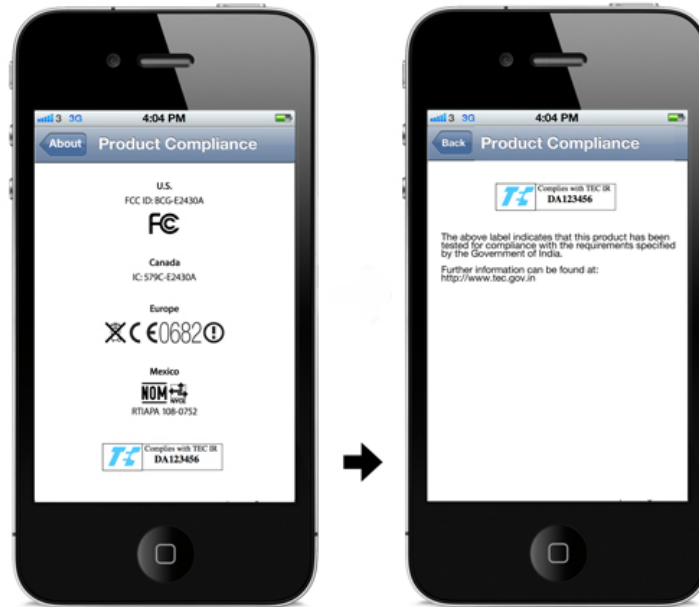 3 3G 4:04 PM
About Product Compliance
U.S.
FCC ID: BCG-E2430A
FC
Canada
IC: 579C-E2430A
Europe
CE0682
Mexico
NOM NYCE
RTIAPA 108-0752
TEC Complies with TEC IR
DA123456
3 3G 4:04 PM
Back Product Compliance
TEC Complies with TEC IR
DA123456
The above label indicates that this product has been
tested for compliance with the requirements specified
by the Government of India.
Further information can be found at:
http://www.tec.gov.in